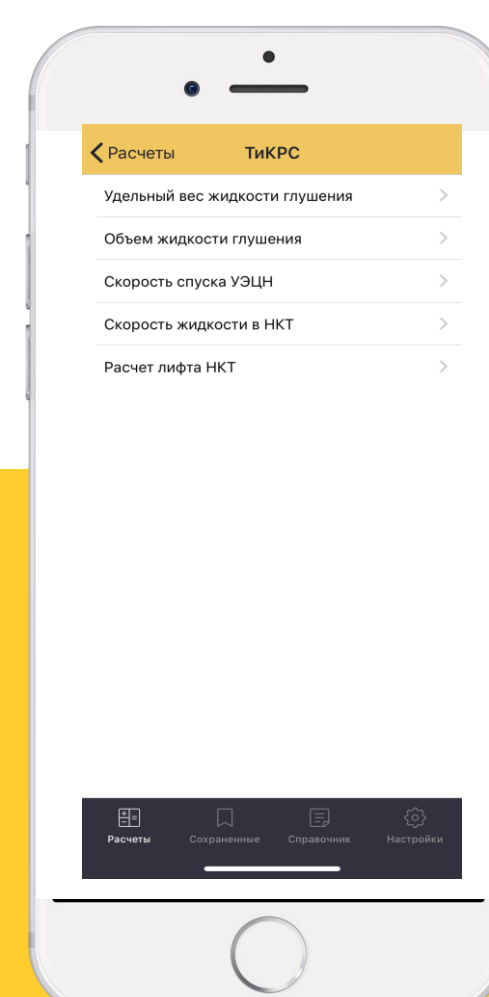 Расчеты ТиКРС
Удельный вес жидкости глушения
Объем жидкости глушения
Скорость спуска УЭЦН
Скорость жидкости в НКТ
Расчет лифта НКТ
Расчеты Сохраненные Справочник Настройки